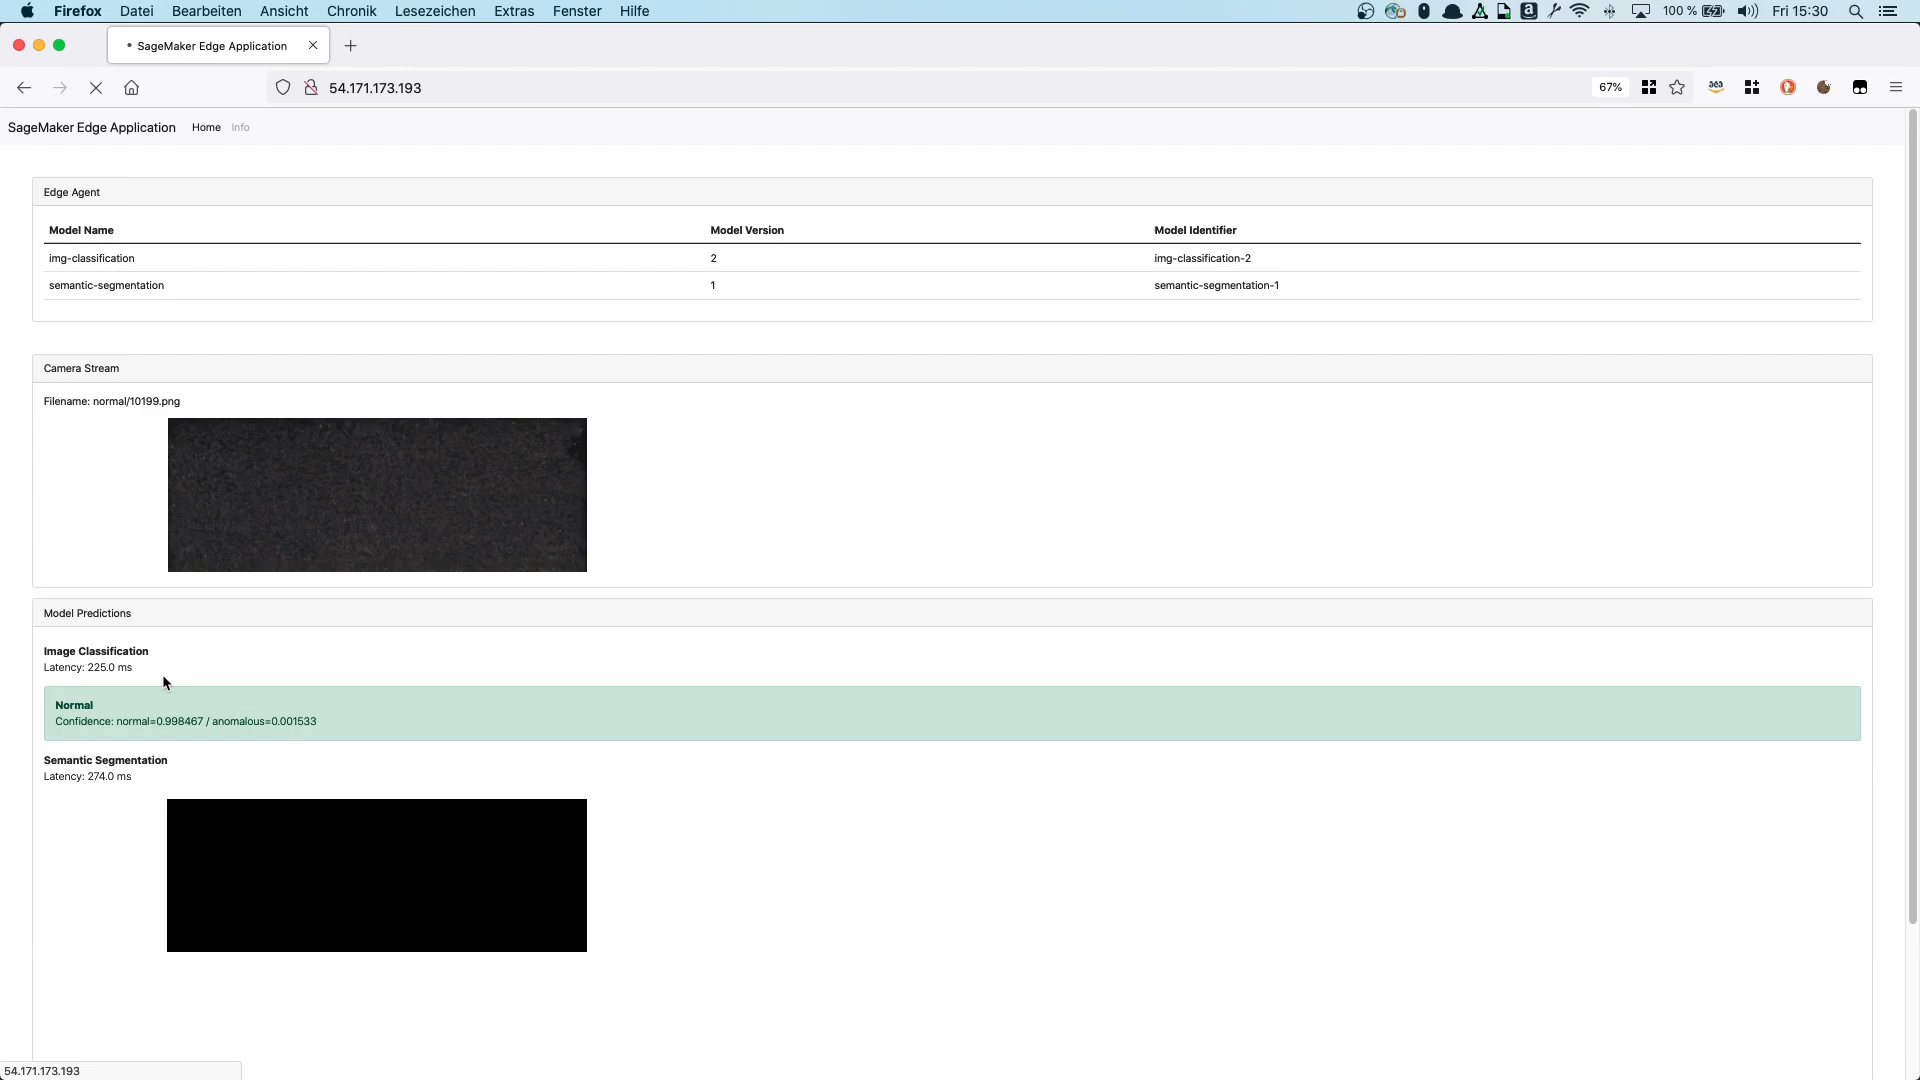 Firefox Datei Bearbeiten Ansicht Chronik Lesezeichen Extras Fenster Hilfe 100 % Fri 15:30
SageMaker Edge Application
54.171.173.193 67%
SageMaker Edge Application Home Info
Edge Agent
Model Name Model Version Model Identifier
img-classification 2 img-classification-2
semantic-segmentation 1 semantic-segmentation-1
Camera Stream
Filename: normal/10199.png
Model Predictions
Image Classification
Latency: 225.0 ms
Normal
Confidence: normal=0.998467 / anomalous=0.001533
Semantic Segmentation
Latency: 274.0 ms
54.171.173.193